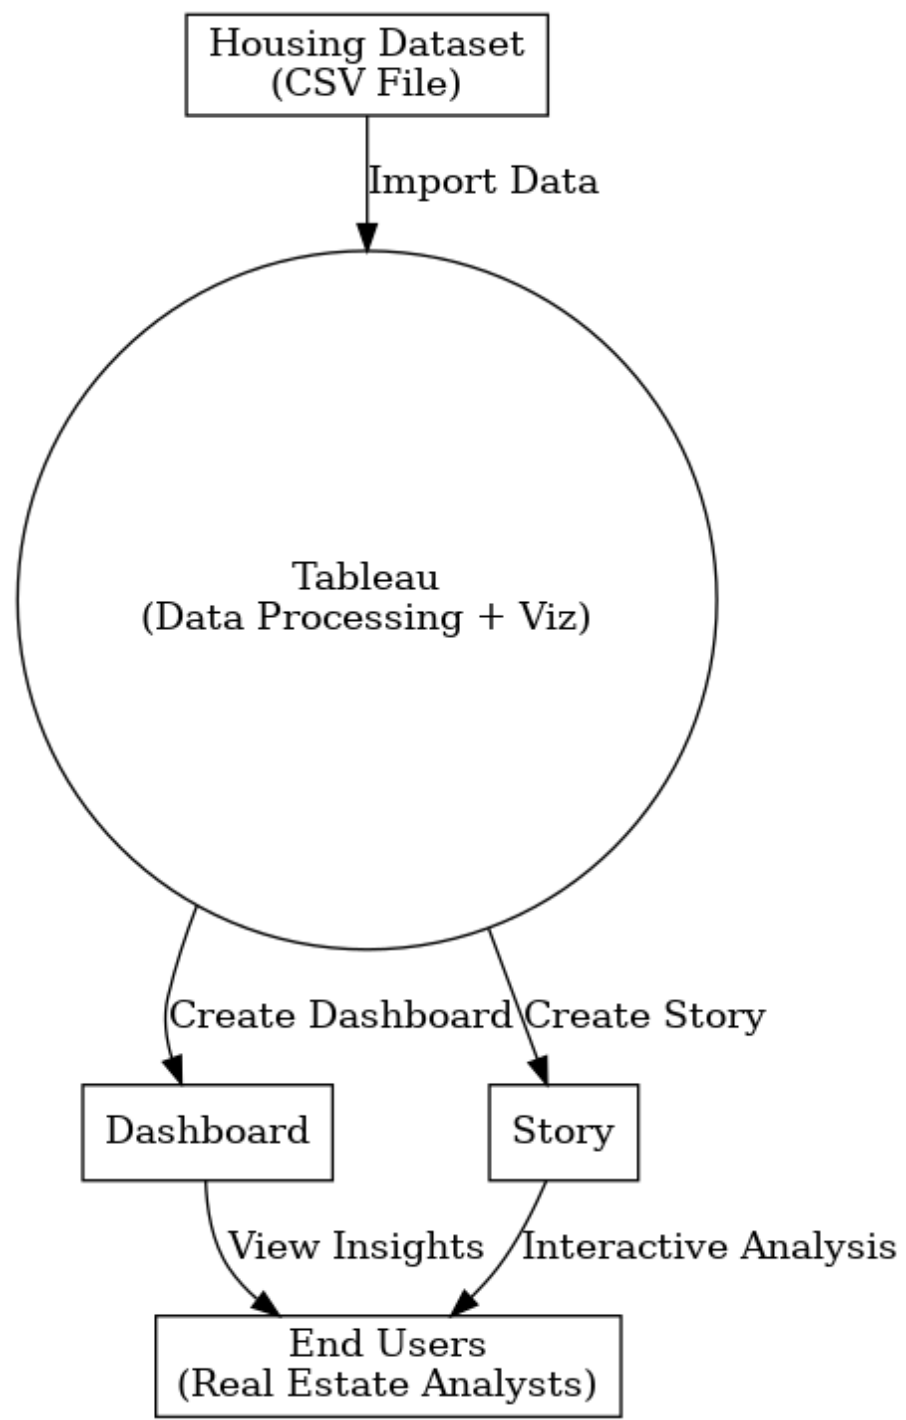 Housing Dataset
(CSV File)
Import Data
Tableau
(Data Processing + Viz)
Create Dashboard
Create Story
Dashboard
Story
View Insights
Interactive Analysis
End Users
(Real Estate Analysts)